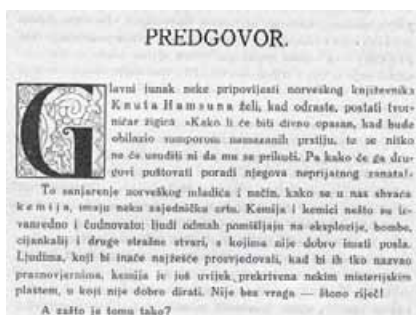 PREDGOVOR.
Glavni junak neke pripovijesti norveškog književnika
Knuta Hamsuna želi, kad odraste, postati tvor-
ničar žigica. »Kako li će biti divno opasan, kad bude
obilazio sumporom namazanih prstiju, te se nitko
ne će usuditi ni da mu se prikuči. Pa kako će ga dru-
govi poštovati poradi njegova neprijatnog zanata!«
To sanjarenje norveškog mladića i način, kako se u nas shvaća
kemija, imaju neku zajedničku crtu. Kemija i kemici nešto su iz-
vanredno i čudnovato; ljudi odmah pomišljaju na eksplozije, bombe,
cijankalij i druge strašne stvari, s kojima nije dobro imati posla.
Ljudima, koji bi inače najžešće prosvjedovali, kad bi ih tko nazvao
praznovjernima, kemija je još uvijek prekrivena nekim misterijskim
plaštem, u koji nije dobro dirati. Nije bez vraga — štono riječ!
A zašto je tomu tako?